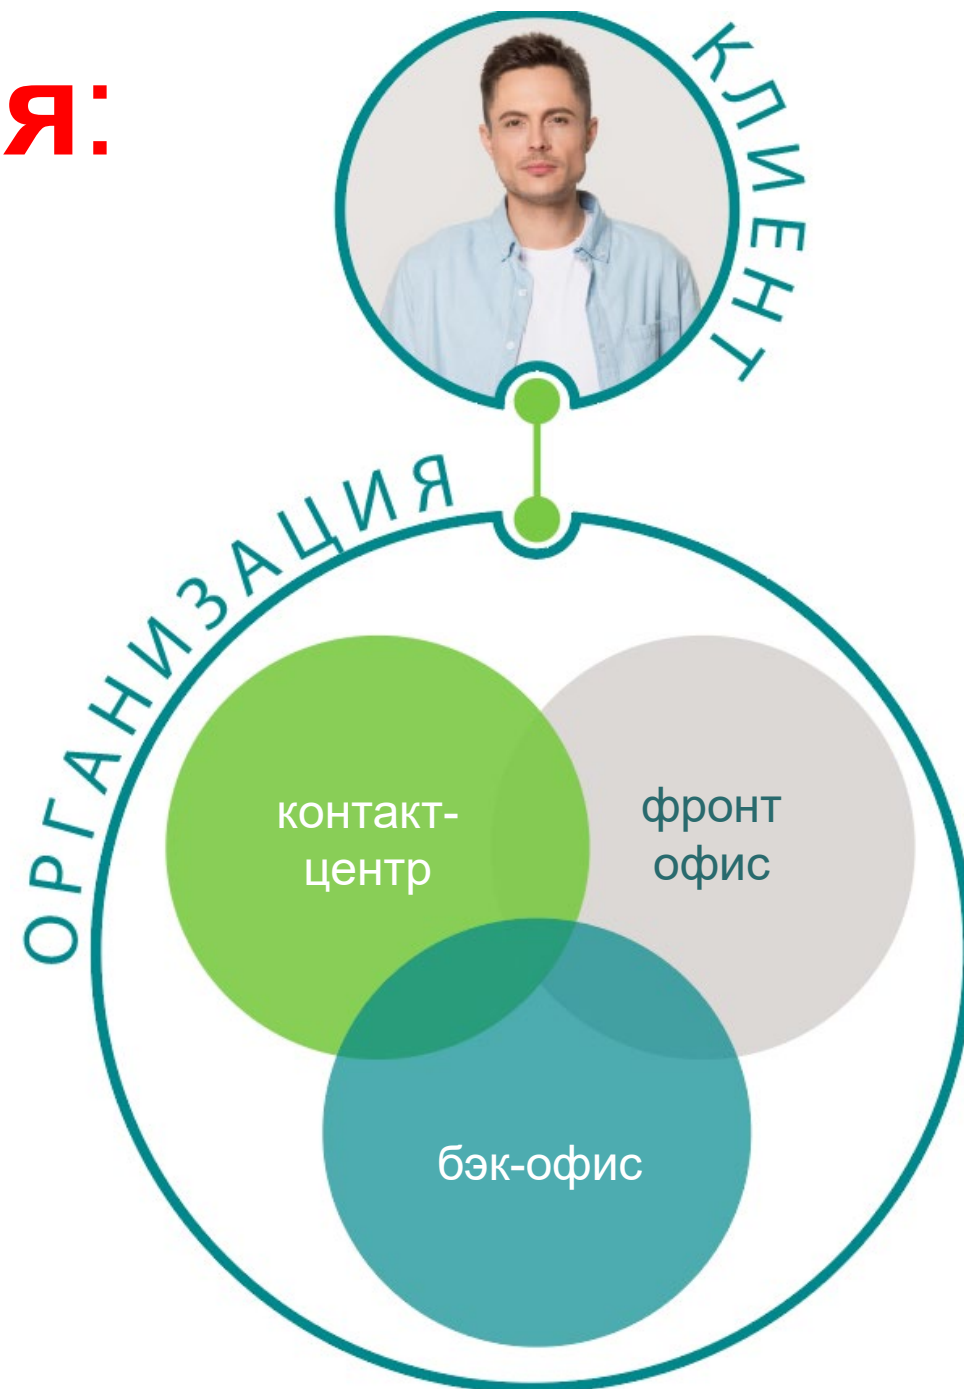 я:
КЛИЕНТ
ОРГАНИЗАЦИЯ
контакт-
центр
фронт
офис
бэк-офис